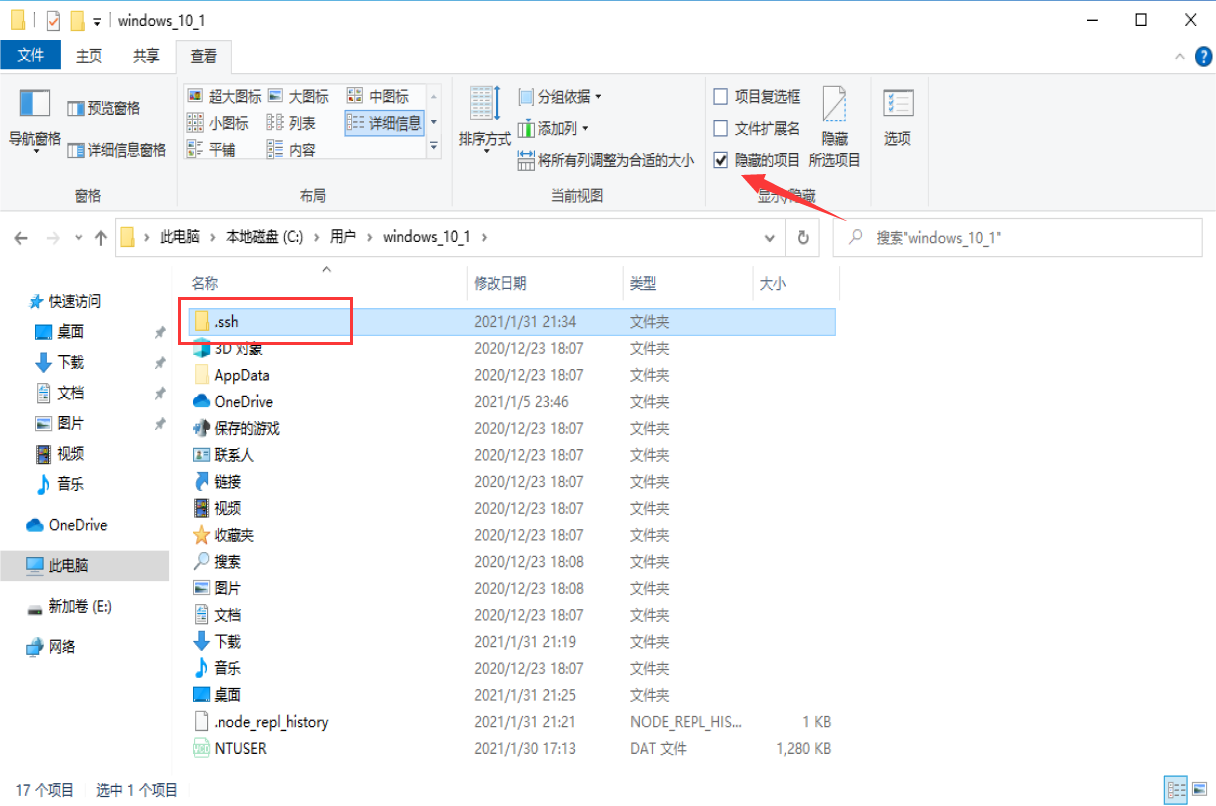 windows_10_1
文件 主页 共享 查看
导航窗格 预览窗格 详细信息窗格
窗格
超大图标 大图标 中图标
小图标 列表 详细信息
平铺 内容
布局
排序方式 分组依据
添加列
将所有列调整为合适的大小
当前视图
项目复选框
文件扩展名
隐藏的项目
隐藏
所选项目
显示/隐藏
选项
此电脑 本地磁盘 (C:) 用户 windows_10_1
搜索"windows_10_1"
快速访问
桌面
下载
文档
图片
视频
音乐
OneDrive
此电脑
新加卷 (E:)
网络
名称 修改日期 类型 大小
.ssh 2021/1/31 21:34 文件夹
3D 对象 2020/12/23 18:07 文件夹
AppData 2020/12/23 18:07 文件夹
OneDrive 2021/1/5 23:46 文件夹
保存的游戏 2020/12/23 18:07 文件夹
联系人 2020/12/23 18:07 文件夹
链接 2020/12/23 18:07 文件夹
视频 2020/12/23 18:07 文件夹
收藏夹 2020/12/23 18:07 文件夹
搜索 2020/12/23 18:08 文件夹
图片 2020/12/23 18:08 文件夹
文档 2020/12/23 18:07 文件夹
下载 2021/1/31 21:19 文件夹
音乐 2020/12/23 18:07 文件夹
桌面 2021/1/31 21:25 文件夹
.node_repl_history 2021/1/31 21:21 NODE_REPL_HIS... 1 KB
NTUSER 2021/1/30 17:13 DAT 文件 1,280 KB
17 个项目 选中 1 个项目